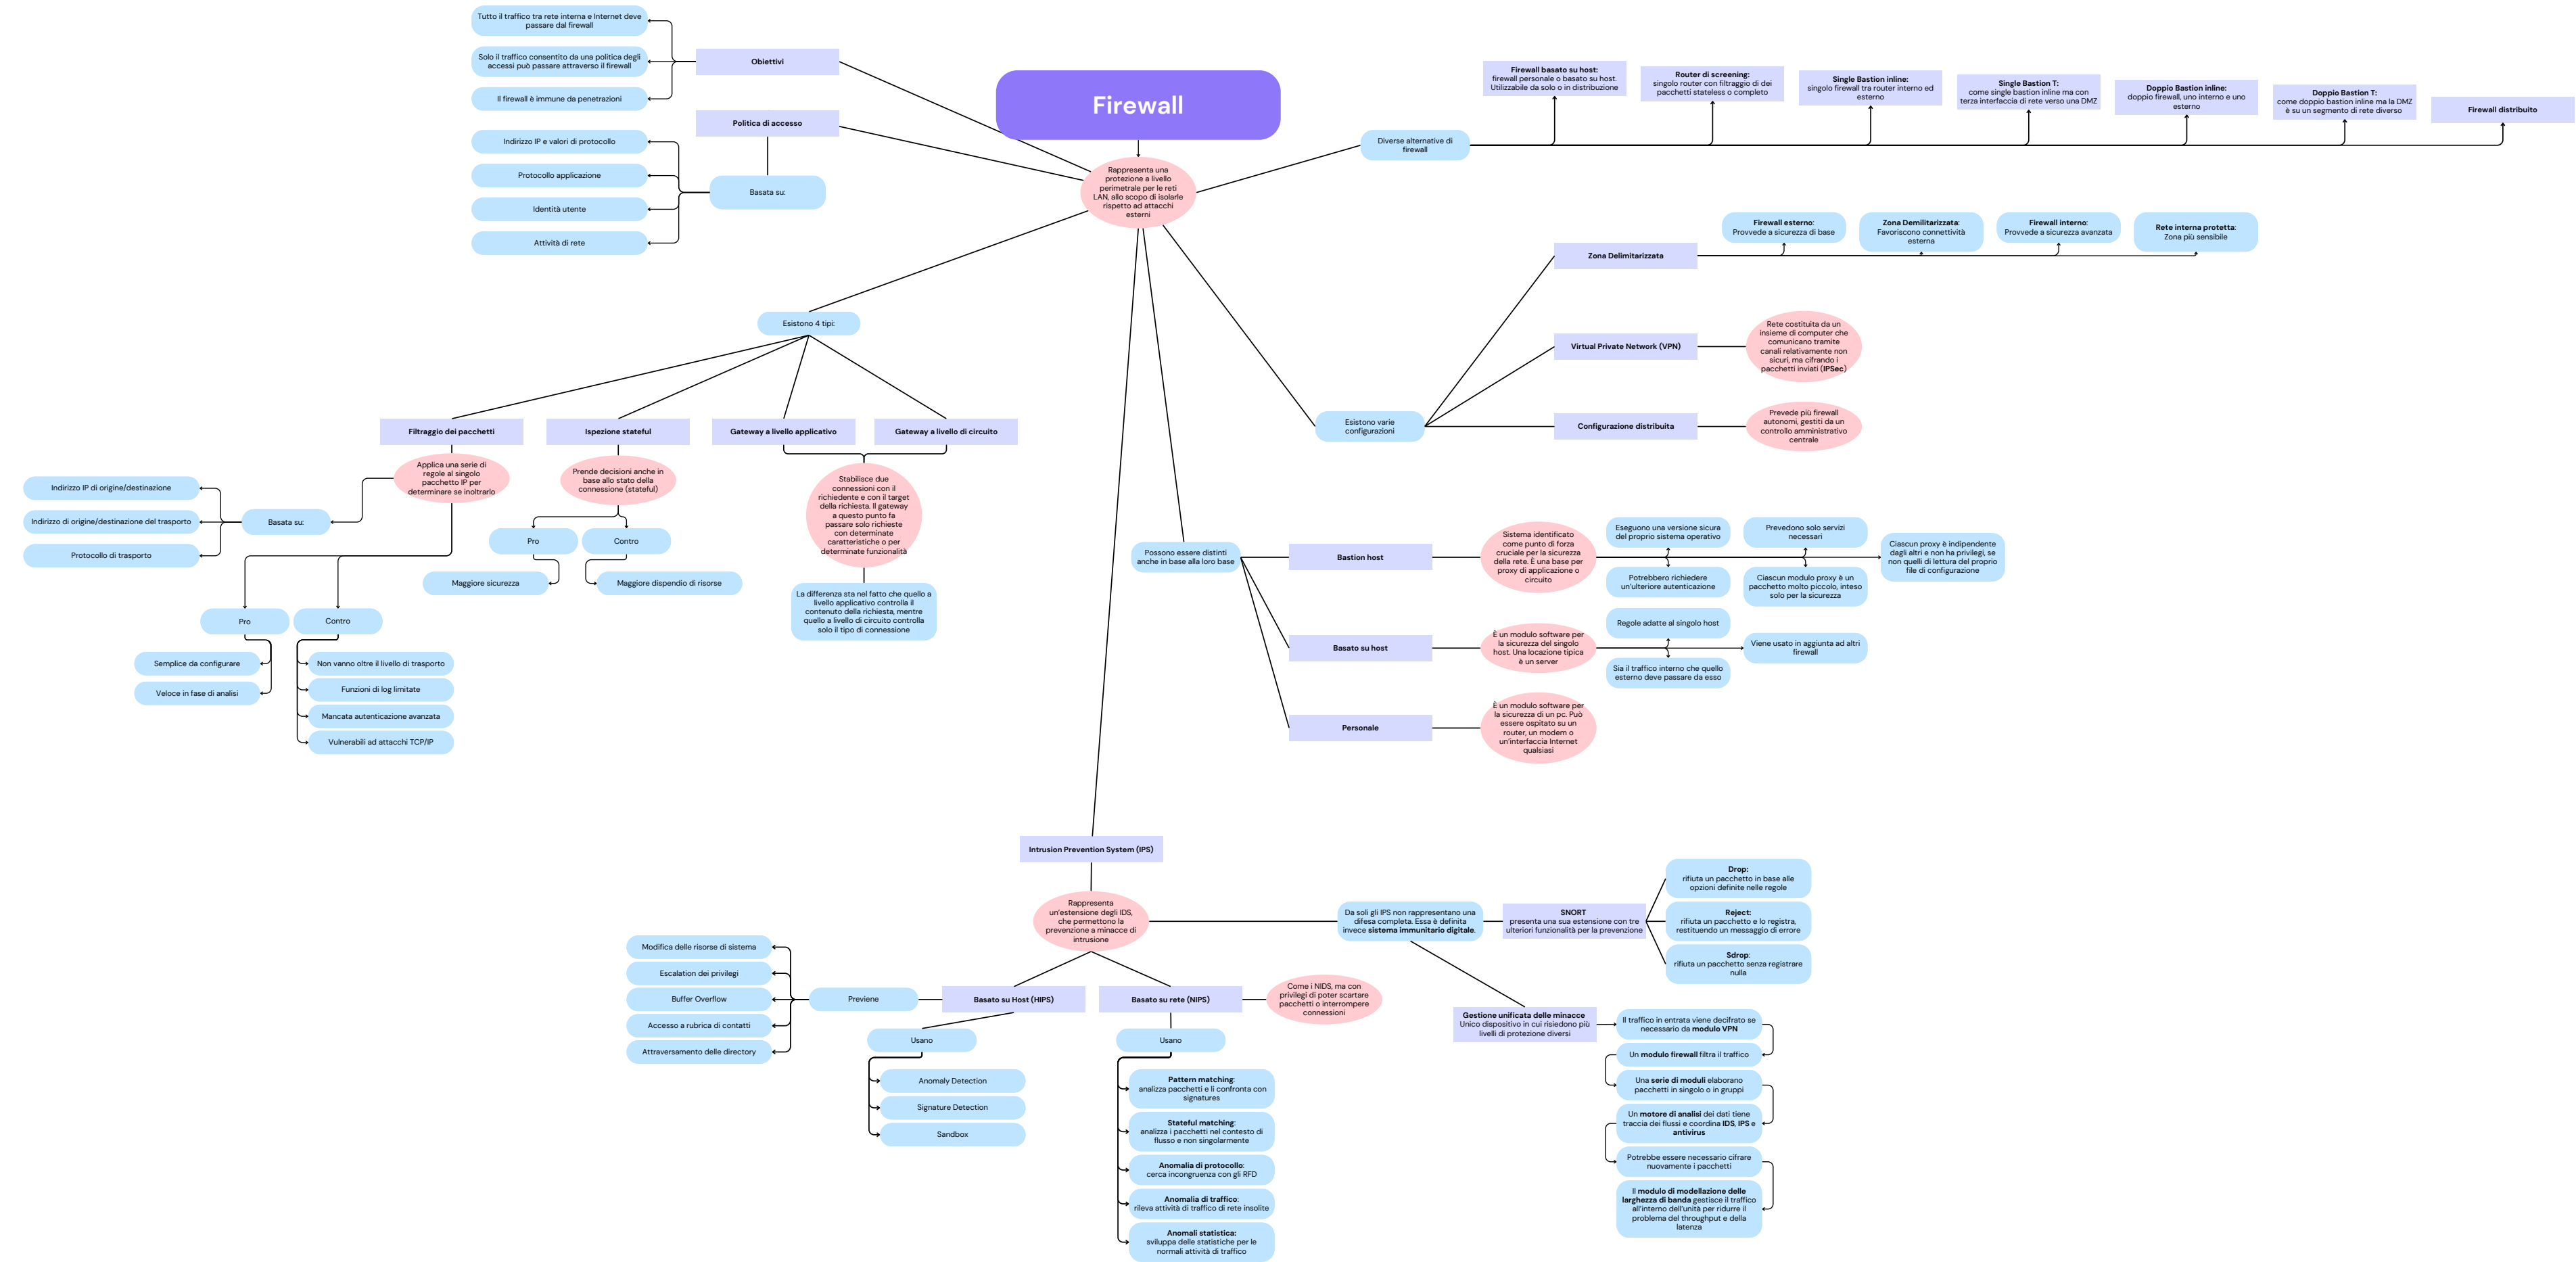 Firewall
Rappresenta una
protezione a livello
perimetrale per le reti
LAN, allo scopo di isolarle
rispetto ad attacchi
esterni
Obiettivi
Tutto il traffico tra rete interna e Internet deve
passare dal firewall
Solo il traffico consentito da una politica degli
accessi può passare attraverso il firewall
Il firewall è immune da penetrazioni
Politica di accesso
Basata su:
Indirizzo IP e valori di protocollo
Protocollo applicazione
Identità utente
Attività di rete
Diverse alternative di
firewall
Firewall basato su host:
firewall personale o basato su host.
Utilizzabile da solo o in distribuzione
Router di screening:
singolo router con filtraggio di dei
pacchetti stateless o completo
Single Bastion inline:
singolo firewall tra router interno ed
esterno
Single Bastion T:
come single bastion inline ma con
terza interfaccia di rete verso una DMZ
Doppio Bastion inline:
doppio firewall, uno interno e uno
esterno
Doppio Bastion T:
come doppio bastion inline ma la DMZ
è su un segmento di rete diverso
Firewall distribuito
Esistono varie
configurazioni
Zona Delimitarizzata
Firewall esterno:
Provvede a sicurezza di base
Zona Demilitarizzata:
Favoriscono connettività
esterna
Firewall interno:
Provvede a sicurezza avanzata
Rete interna protetta:
Zona più sensibile
Virtual Private Network (VPN)
Rete costituita da un
insieme di computer che
comunicano tramite
canali relativamente non
sicuri, ma cifrando i
pacchetti inviati (IPSec)
Configurazione distribuita
Prevede più firewall
autonomi, gestiti da un
controllo amministrativo
centrale
Esistono 4 tipi:
Filtraggio dei pacchetti
Applica una serie di
regole al singolo
pacchetto IP per
determinare se inoltrarlo
Basata su:
Indirizzo IP di origine/destinazione
Indirizzo di origine/destinazione del trasporto
Protocollo di trasporto
Pro
Semplice da configurare
Veloce in fase di analisi
Contro
Non vanno oltre il livello di trasporto
Funzioni di log limitate
Mancata autenticazione avanzata
Vulnerabili ad attacchi TCP/IP
Ispezione stateful
Prende decisioni anche in
base allo stato della
connessione (stateful)
Pro
Maggiore sicurezza
Contro
Maggiore dispendio di risorse
Gateway a livello applicativo
Gateway a livello di circuito
Stabilisce due
connessioni con il
richiedente e con il target
della richiesta. Il gateway
a questo punto fa
passare solo richieste
con determinate
caratteristiche o per
determinate funzionalità
La differenza sta nel fatto che quello a
livello applicativo controlla il
contenuto della richiesta, mentre
quello a livello di circuito controlla
solo il tipo di connessione
Possono essere distinti
anche in base alla loro base
Bastion host
Sistema identificato
come punto di forza
cruciale per la sicurezza
della rete. È una base per
proxy di applicazione o
circuito
Eseguono una versione sicura
del proprio sistema operativo
Prevedono solo servizi
necessari
Potrebbero richiedere
un'ulteriore autenticazione
Ciascun modulo proxy è un
pacchetto molto piccolo, inteso
solo per la sicurezza
Ciascun proxy è indipendente
dagli altri e non ha privilegi, se
non quelli di lettura del proprio
file di configurazione
Basato su host
È un modulo software per
la sicurezza del singolo
host. Una locazione tipica
è un server
Regole adatte al singolo host
Sia il traffico interno che quello
esterno deve passare da esso
Viene usato in aggiunta ad altri
firewall
Personale
È un modulo software per
la sicurezza di un pc. Può
essere ospitato su un
router, un modem o
un'interfaccia Internet
qualsiasi
Intrusion Prevention System (IPS)
Rappresenta
un'estensione degli IDS,
che permettono la
prevenzione a minacce di
intrusione
Basato su Host (HIPS)
Previene
Modifica delle risorse di sistema
Escalation dei privilegi
Buffer Overflow
Accesso a rubrica di contatti
Attraversamento delle directory
Usano
Anomaly Detection
Signature Detection
Sandbox
Basato su rete (NIPS)
Come i NIDS, ma con
privilegi di poter scartare
pacchetti o interrompere
connessioni
Usano
Pattern matching:
analizza pacchetti e li confronta con
signatures
Stateful matching:
analizza i pacchetti nel contesto di
flusso e non singolarmente
Anomalia di protocollo:
cerca incongruenza con gli RFD
Anomalia di traffico:
rileva attività di traffico di rete insolite
Anomali statistica:
sviluppa delle statistiche per le
normali attività di traffico
Da soli gli IPS non rappresentano una
difesa completa. Essa è definita
invece sistema immunitario digitale.
SNORT
presenta una sua estensione con tre
ulteriori funzionalità per la prevenzione
Drop:
rifiuta un pacchetto in base alle
opzioni definite nelle regole
Reject:
rifiuta un pacchetto e lo registra,
restituendo un messaggio di errore
Sdrop:
rifiuta un pacchetto senza registrare
nulla
Gestione unificata delle minacce
Unico dispositivo in cui risiedono più
livelli di protezione diversi
Il traffico in entrata viene decifrato se
necessario da modulo VPN
Un modulo firewall filtra il traffico
Una serie di moduli elaborano
pacchetti in singolo o in gruppi
Un motore di analisi dei dati tiene
traccia dei flussi e coordina IDS, IPS e
antivirus
Potrebbe essere necessario cifrare
nuovamente i pacchetti
Il modulo di modellazione delle
larghezza di banda gestisce il traffico
all'interno dell'unità per ridurre il
problema del throughput e della
latenza